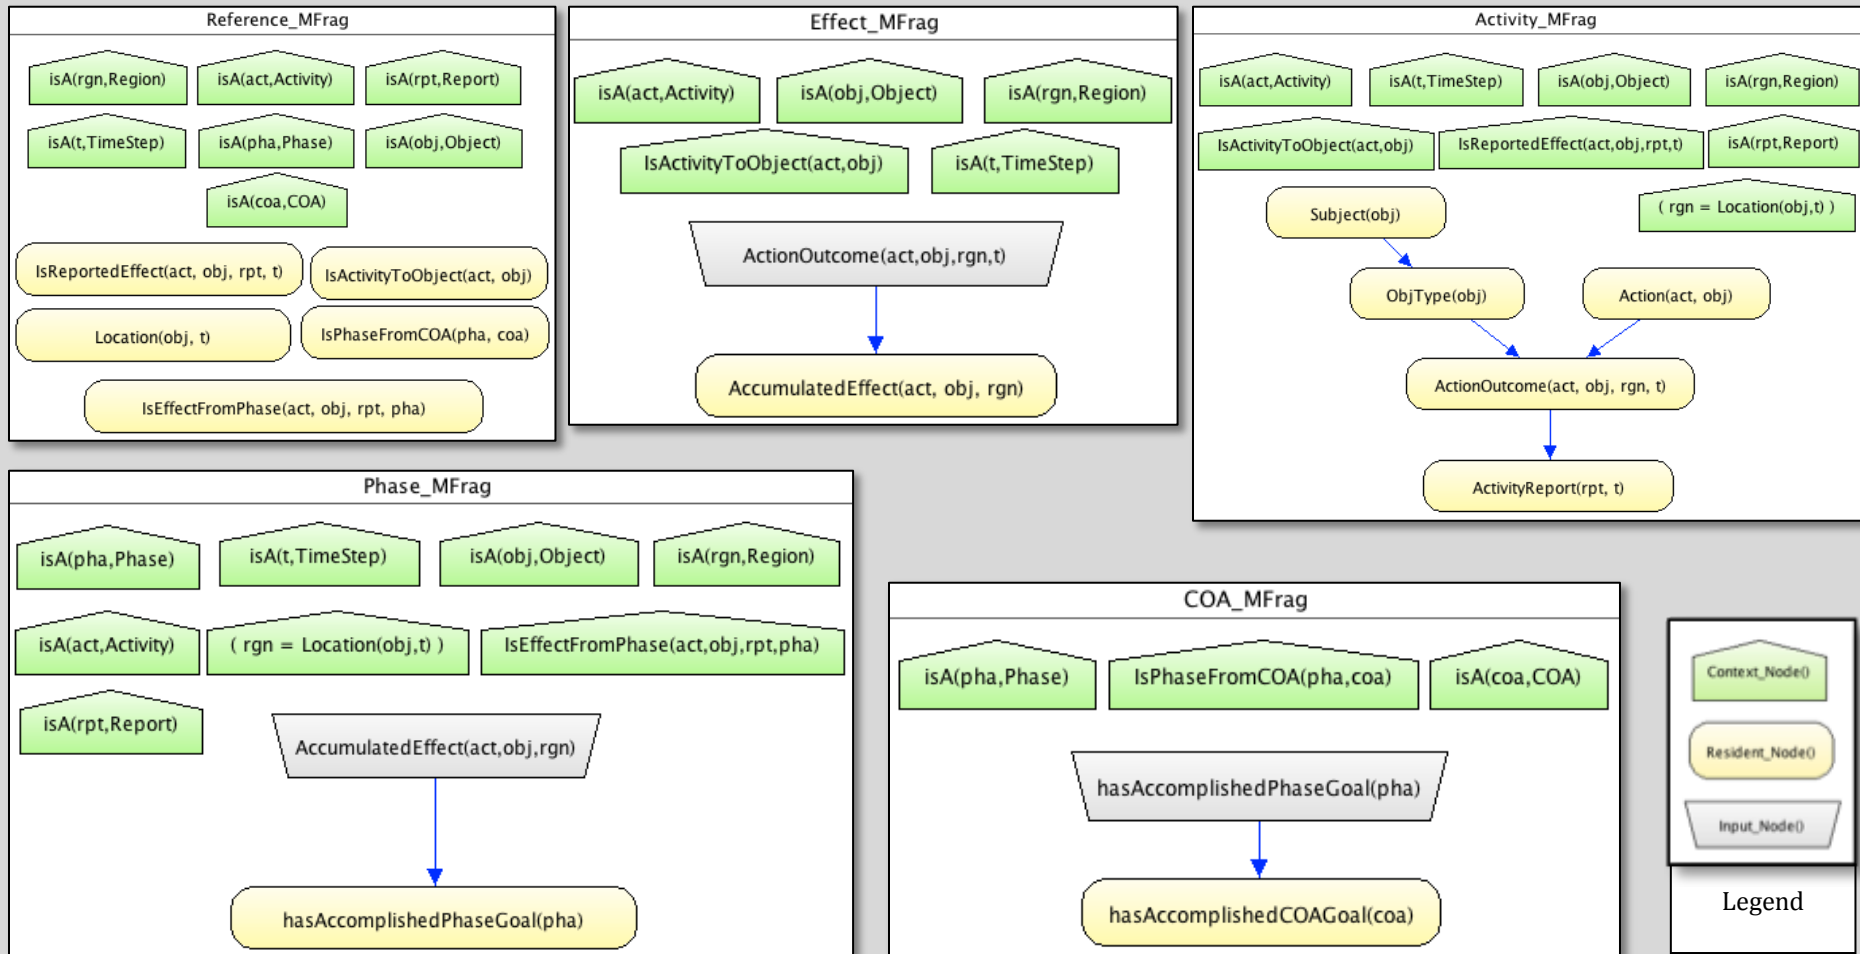 Reference_MFrag
isA(rgn,Region)
isA(act,Activity)
isA(rpt,Report)
isA(t,TimeStep)
isA(pha,Phase)
isA(obj,Object)
isA(coa,COA)
IsReportedEffect(act, obj, rpt, t)
IsActivityToObject(act, obj)
Location(obj, t)
IsPhaseFromCOA(pha, coa)
IsEffectFromPhase(act, obj, rpt, pha)
Effect_MFrag
isA(act,Activity)
isA(obj,Object)
isA(rgn,Region)
IsActivityToObject(act,obj)
isA(t,TimeStep)
ActionOutcome(act,obj,rgn,t)
AccumulatedEffect(act, obj, rgn)
Activity_MFrag
isA(act,Activity)
isA(t,TimeStep)
isA(obj,Object)
isA(rgn,Region)
IsActivityToObject(act,obj)
IsReportedEffect(act,obj,rpt,t)
isA(rpt,Report)
( rgn = Location(obj,t) )
Subject(obj)
ObjType(obj)
Action(act, obj)
ActionOutcome(act, obj, rgn, t)
ActivityReport(rpt, t)
Phase_MFrag
isA(pha,Phase)
isA(t,TimeStep)
isA(obj,Object)
isA(rgn,Region)
isA(act,Activity)
( rgn = Location(obj,t) )
IsEffectFromPhase(act,obj,rpt,pha)
isA(rpt,Report)
AccumulatedEffect(act,obj,rgn)
hasAccomplishedPhaseGoal(pha)
COA_MFrag
isA(pha,Phase)
IsPhaseFromCOA(pha,coa)
isA(coa,COA)
hasAccomplishedPhaseGoal(pha)
hasAccomplishedCOAGoal(coa)
Context_Node()
Resident_Node()
Input_Node()
Legend